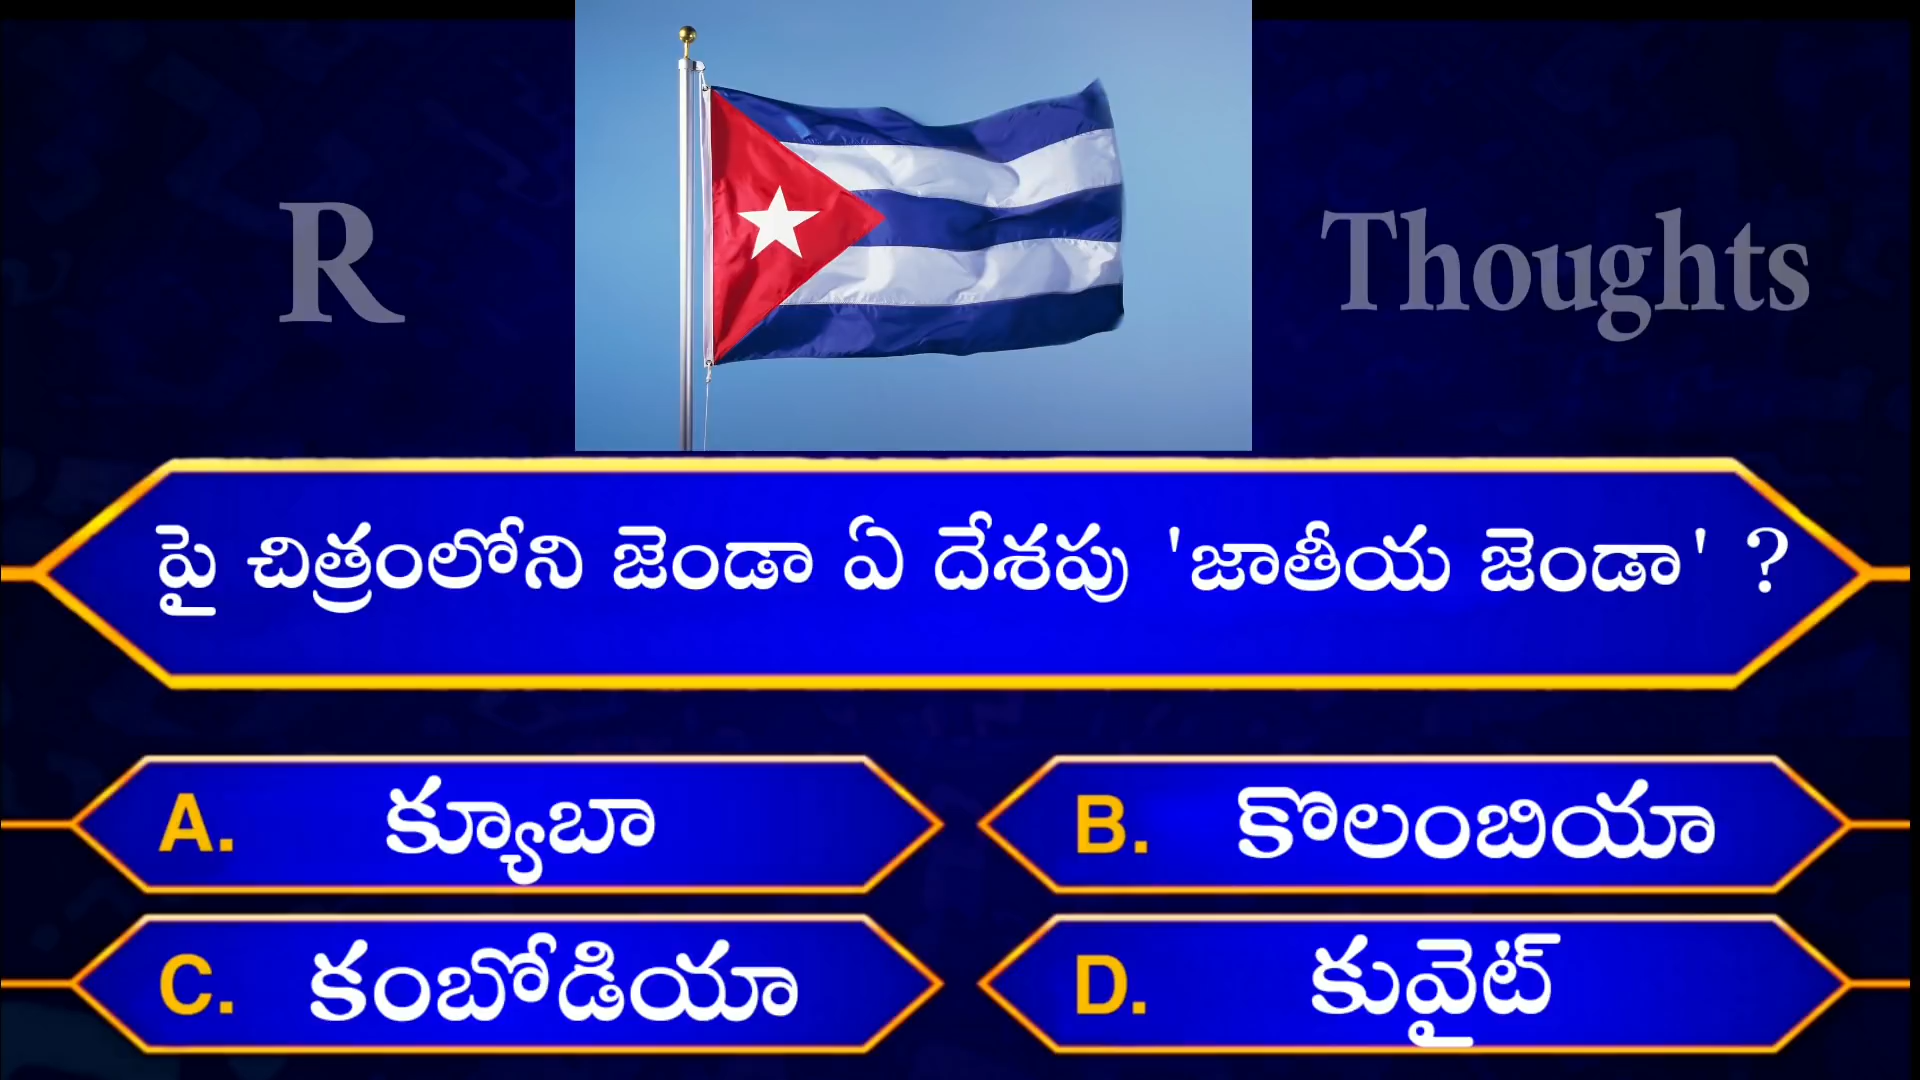 R Thoughts
పై చిత్రంలోని జెండా ఏ దేశపు 'జాతీయ జెండా' ?
A. క్యూబా
B. కొలంబియా
C. కంబోడియా
D. కువైట్